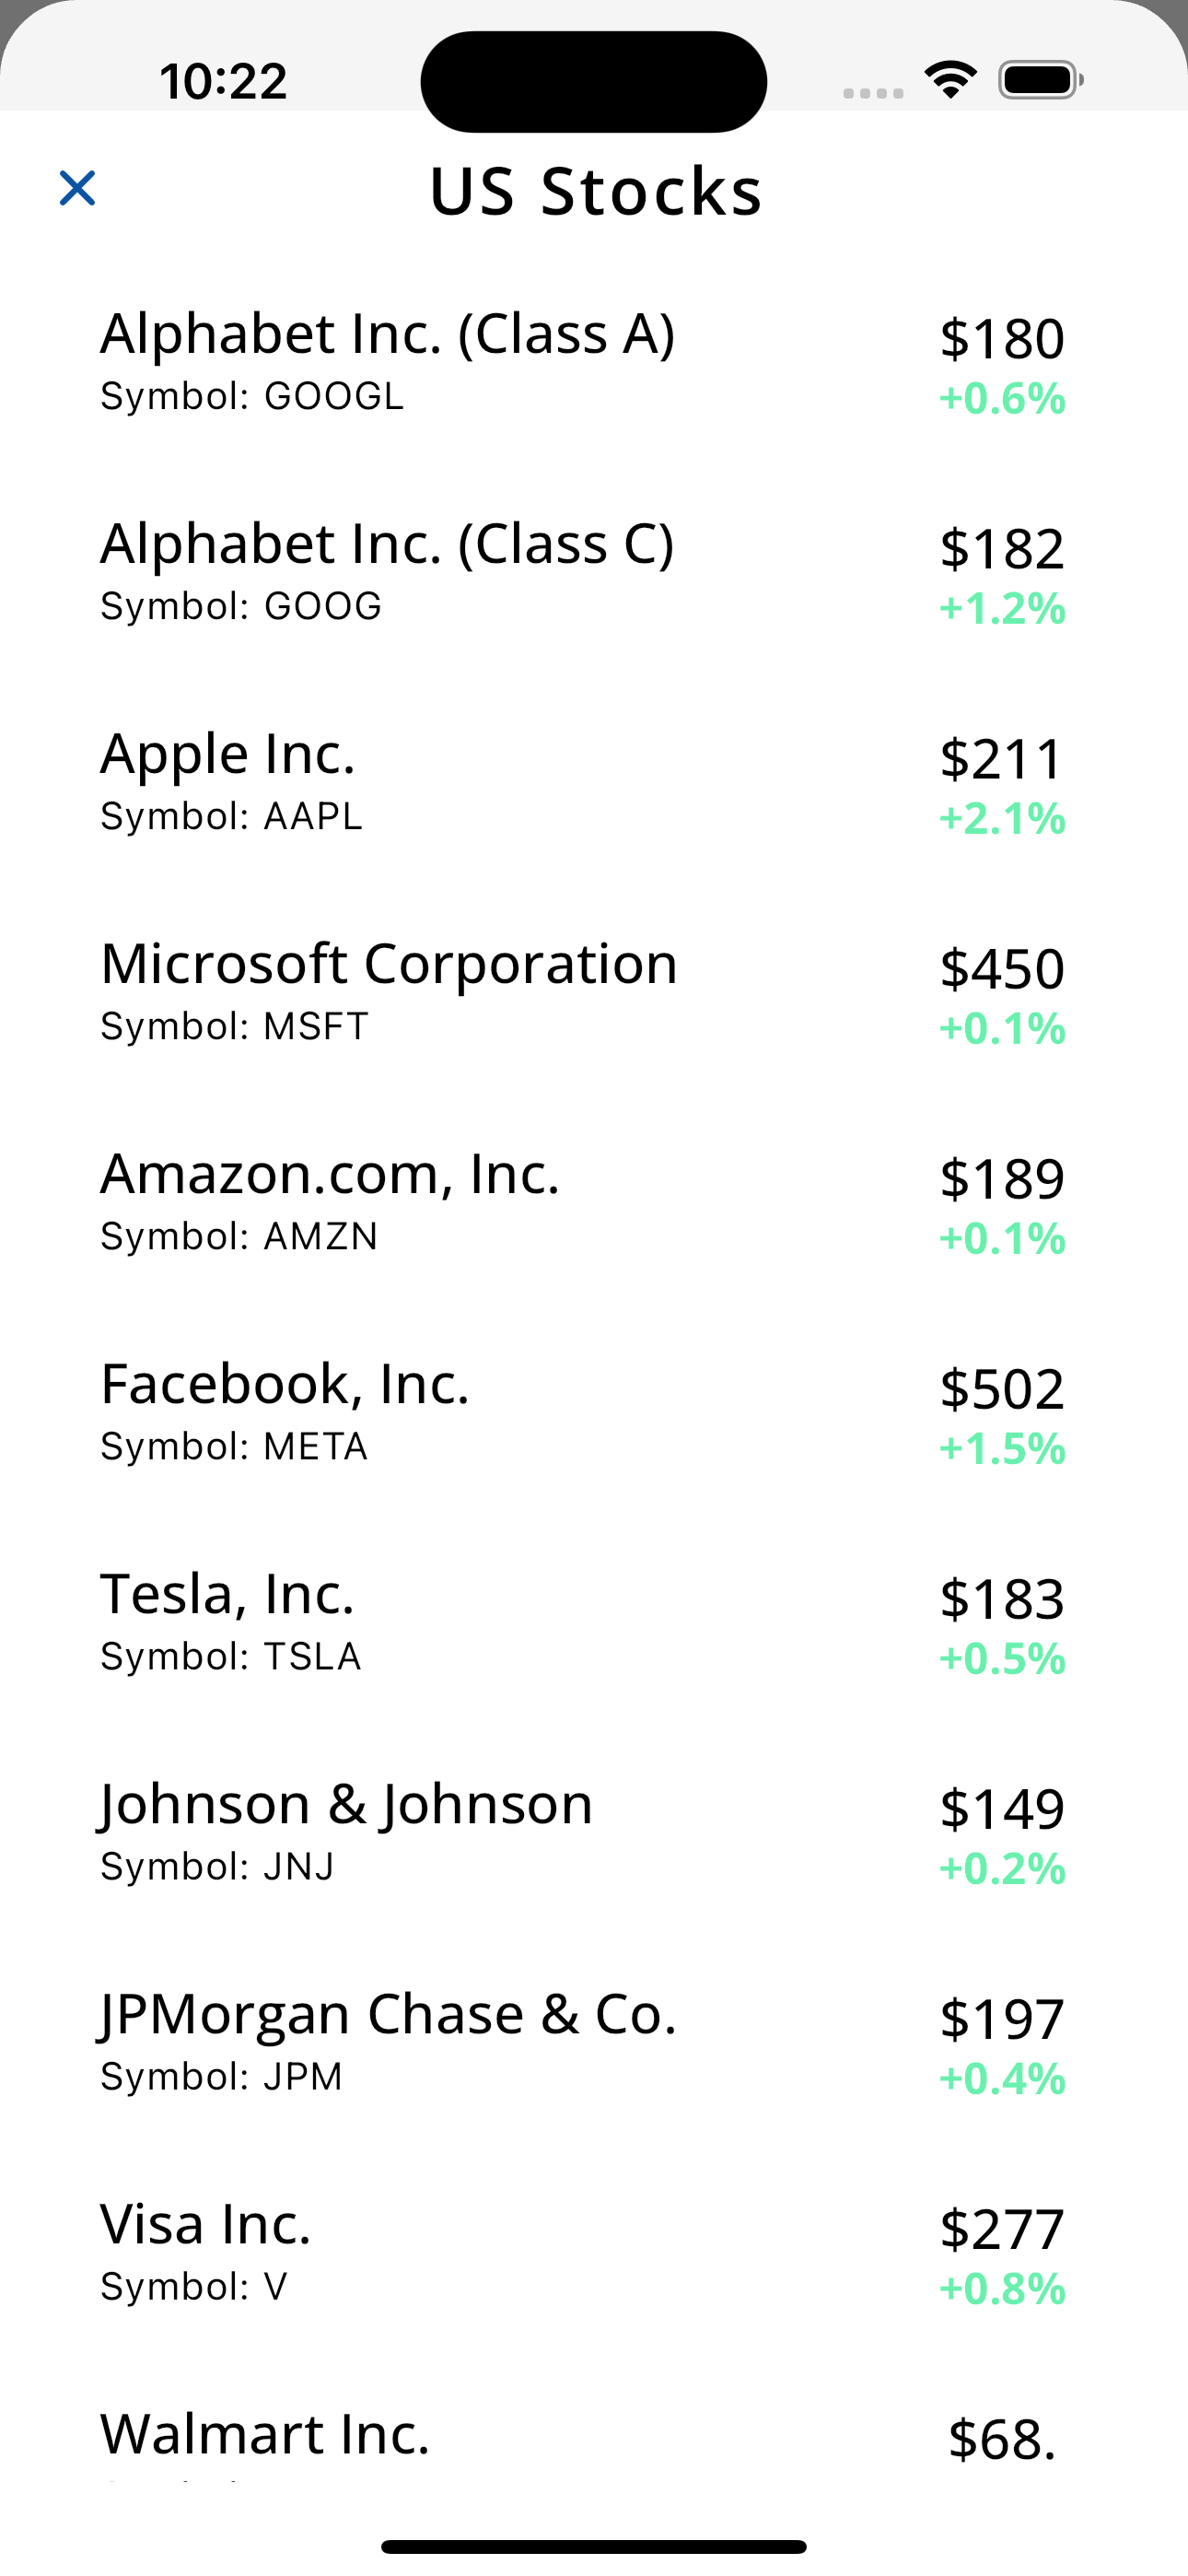 10:22
US Stocks
Alphabet Inc. (Class A)
$180
Symbol: GOOGL
+0.6%
Alphabet Inc. (Class C)
$182
Symbol: GOOG
+1.2%
Apple Inc.
$211
Symbol: AAPL
+2.1%
Microsoft Corporation
$450
Symbol: MSFT
+0.1%
Amazon.com, Inc.
$189
Symbol: AMZN
+0.1%
Facebook, Inc.
$502
Symbol: META
+1.5%
Tesla, Inc.
$183
Symbol: TSLA
+0.5%
Johnson & Johnson
$149
Symbol: JNJ
+0.2%
JPMorgan Chase & Co.
$197
Symbol: JPM
+0.4%
Visa Inc.
$277
Symbol: V
+0.8%
Walmart Inc.
$68.